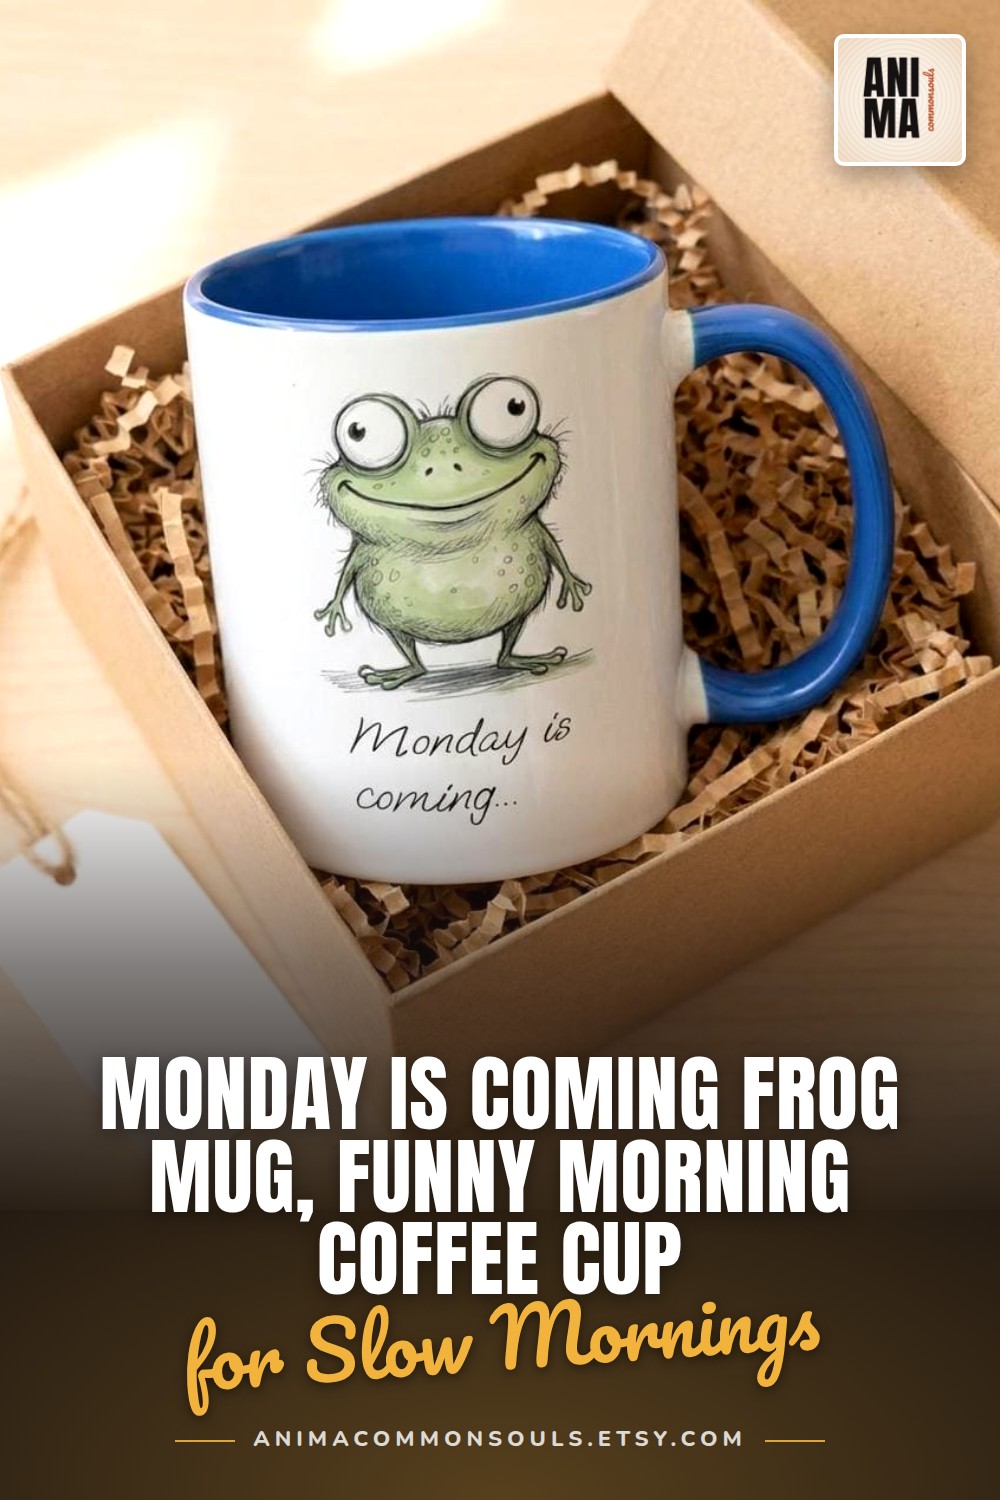 ANI
MA
commonsouls
Monday is
coming...
MONDAY IS COMING FROG
MUG, FUNNY MORNING
COFFEE CUP
for Slow Mornings
ANIMACOMMONSOULS.ETSY.COM